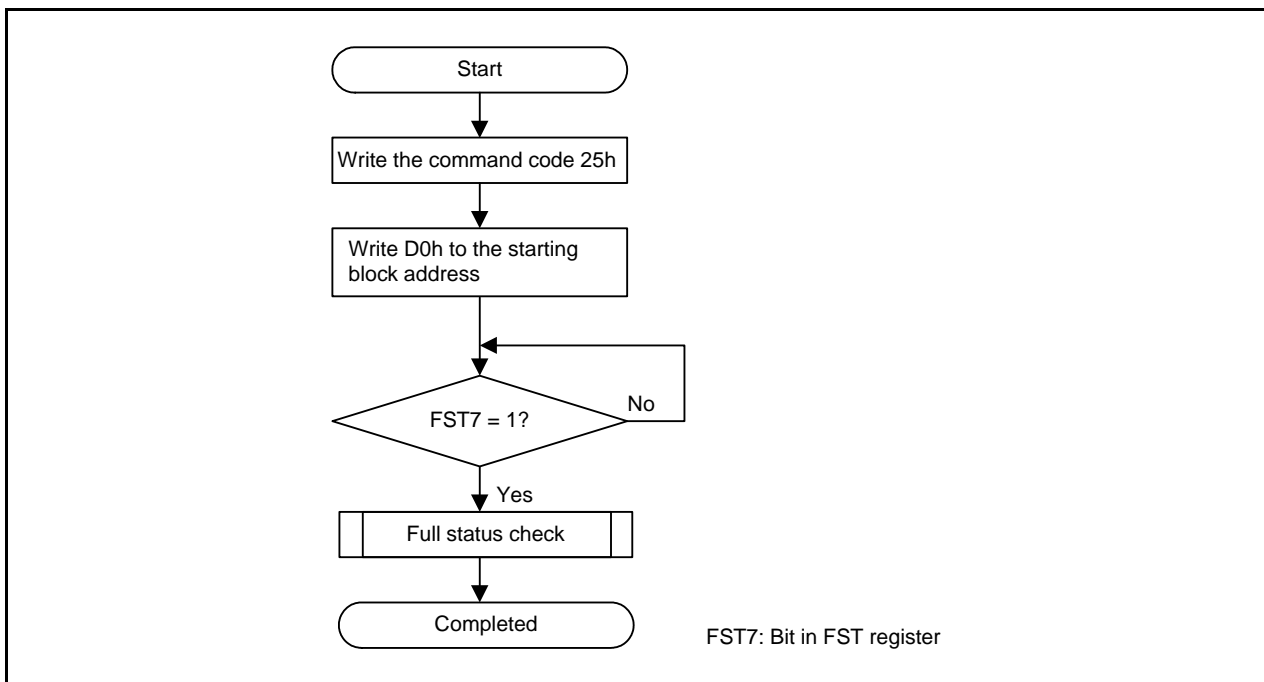 Start
Write the command code 25h
Write D0h to the starting
block address
No
FST7 = 1?
Yes
Full status check
Completed
FST7: Bit in FST register